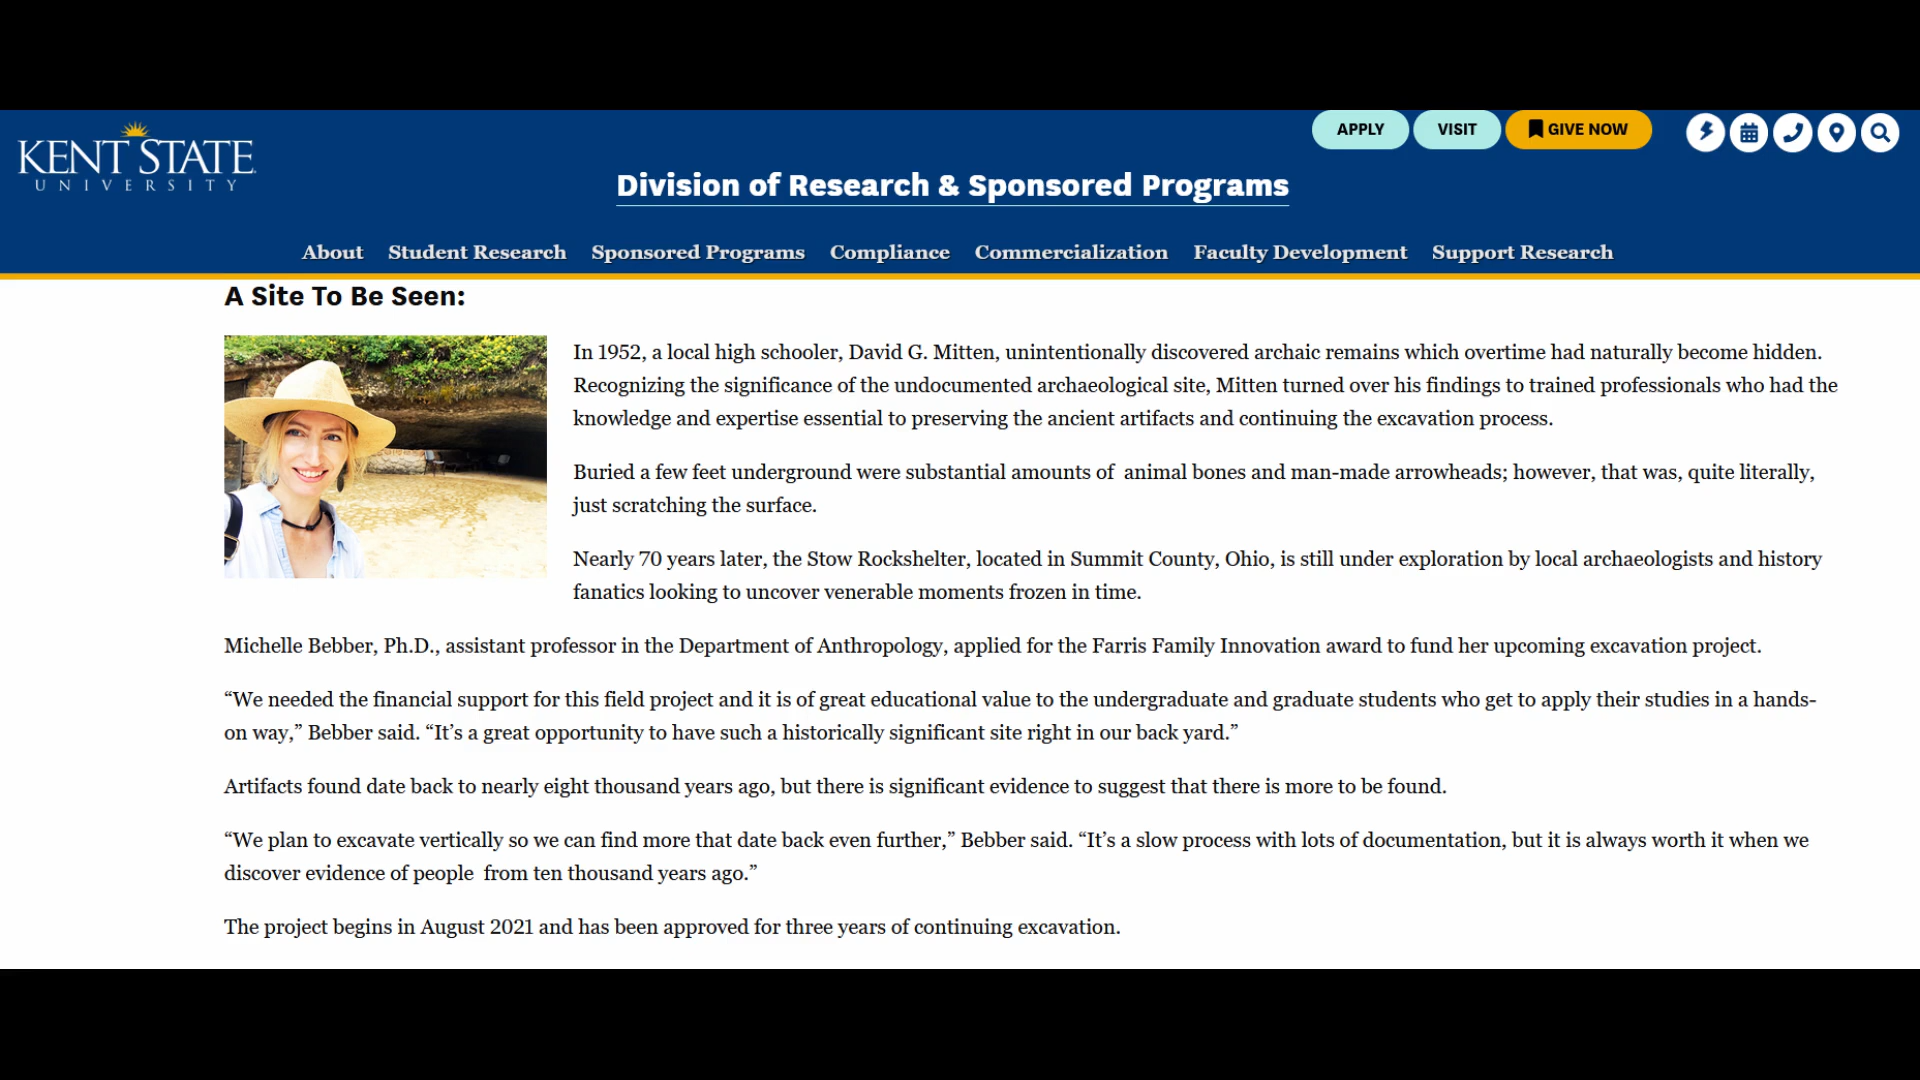 KENT STATE
UNIVERSITY
APPLY
VISIT
GIVE NOW
Division of Research & Sponsored Programs
About
Student Research
Sponsored Programs
Compliance
Commercialization
Faculty Development
Support Research
A Site To Be Seen:
In 1952, a local high schooler, David G. Mitten, unintentionally discovered archaic remains which overtime had naturally become hidden.
Recognizing the significance of the undocumented archaeological site, Mitten turned over his findings to trained professionals who had the
knowledge and expertise essential to preserving the ancient artifacts and continuing the excavation process.
Buried a few feet underground were substantial amounts of  animal bones and man-made arrowheads; however, that was, quite literally,
just scratching the surface.
Nearly 70 years later, the Stow Rockshelter, located in Summit County, Ohio, is still under exploration by local archaeologists and history
fanatics looking to uncover venerable moments frozen in time.
Michelle Bebber, Ph.D., assistant professor in the Department of Anthropology, applied for the Farris Family Innovation award to fund her upcoming excavation project.
“We needed the financial support for this field project and it is of great educational value to the undergraduate and graduate students who get to apply their studies in a hands-
on way,” Bebber said. “It’s a great opportunity to have such a historically significant site right in our back yard.”
Artifacts found date back to nearly eight thousand years ago, but there is significant evidence to suggest that there is more to be found.
“We plan to excavate vertically so we can find more that date back even further,” Bebber said. “It’s a slow process with lots of documentation, but it is always worth it when we
discover evidence of people  from ten thousand years ago.”
The project begins in August 2021 and has been approved for three years of continuing excavation.